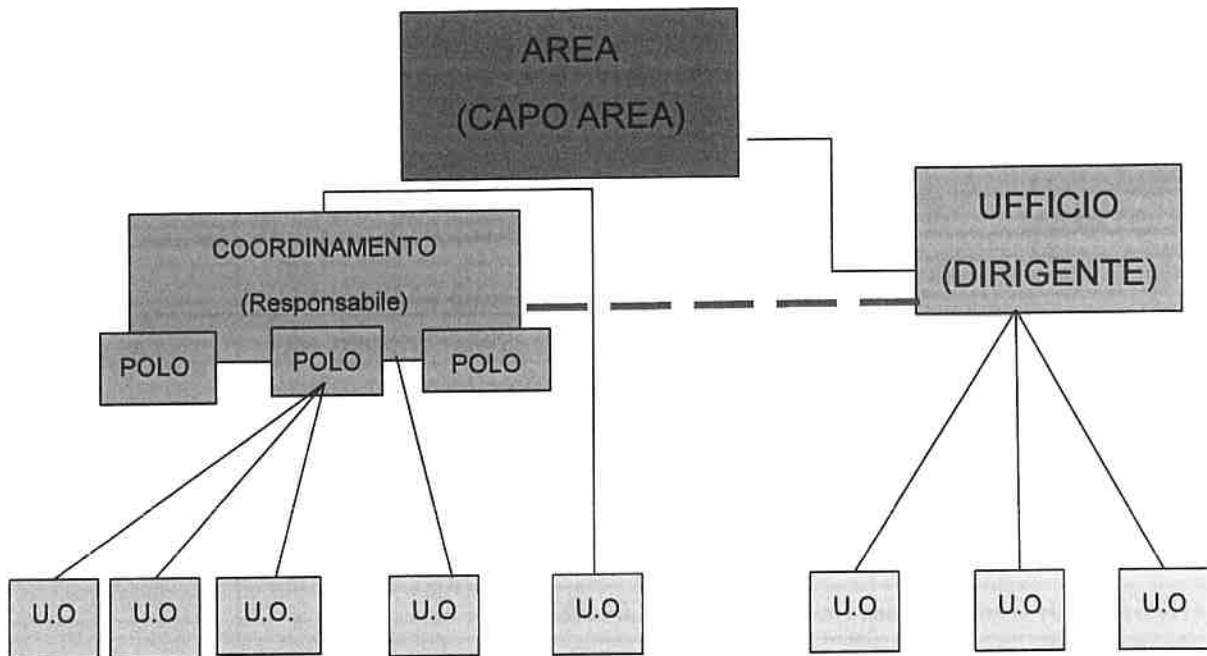 AREA
(CAPO AREA)
UFFICIO
(DIRIGENTE)
COORDINAMENTO
(Responsabile)
POLO
POLO
POLO
U.O
U.O
U.O.
U.O
U.O
U.O
U.O
U.O